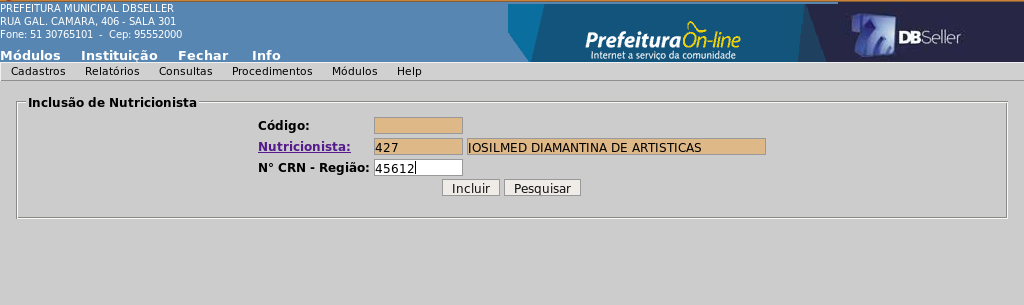 PREFEITURA MUNICIPAL DBSELLER
RUA GAL. CAMARA, 406 - SALA 301
Fone: 51 30765101 - Cep: 95552000
PrefeituraOn-line
Internet a serviço da comunidade
DBSeller
Módulos Instituição Fechar Info
Cadastros Relatórios Consultas Procedimentos Módulos Help
Inclusão de Nutricionista
Código:
Nutricionista: 427 JOSILMED DIAMANTINA DE ARTISTICAS
N° CRN - Região: 45612
Incluir Pesquisar